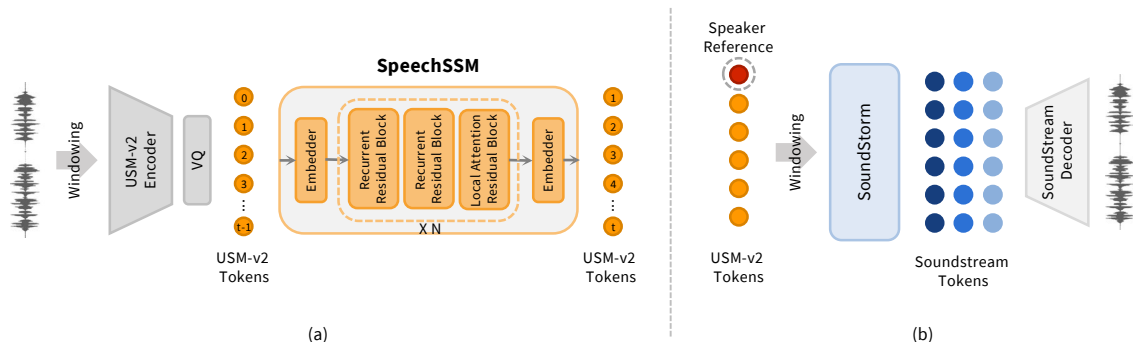 SpeechSSM
Windowing
USM-v2
Encoder
VQ
0
1
2
3
...
t-1
USM-v2
Tokens
Embedder
Recurrent
Residual Block
Recurrent
Residual Block
Local Attention
Residual Block
Embedder
X N
1
2
3
4
...
t
USM-v2
Tokens
(a)
Speaker
Reference
USM-v2
Tokens
Windowing
SoundStorm
Soundstream
Tokens
SoundStream
Decoder
(b)